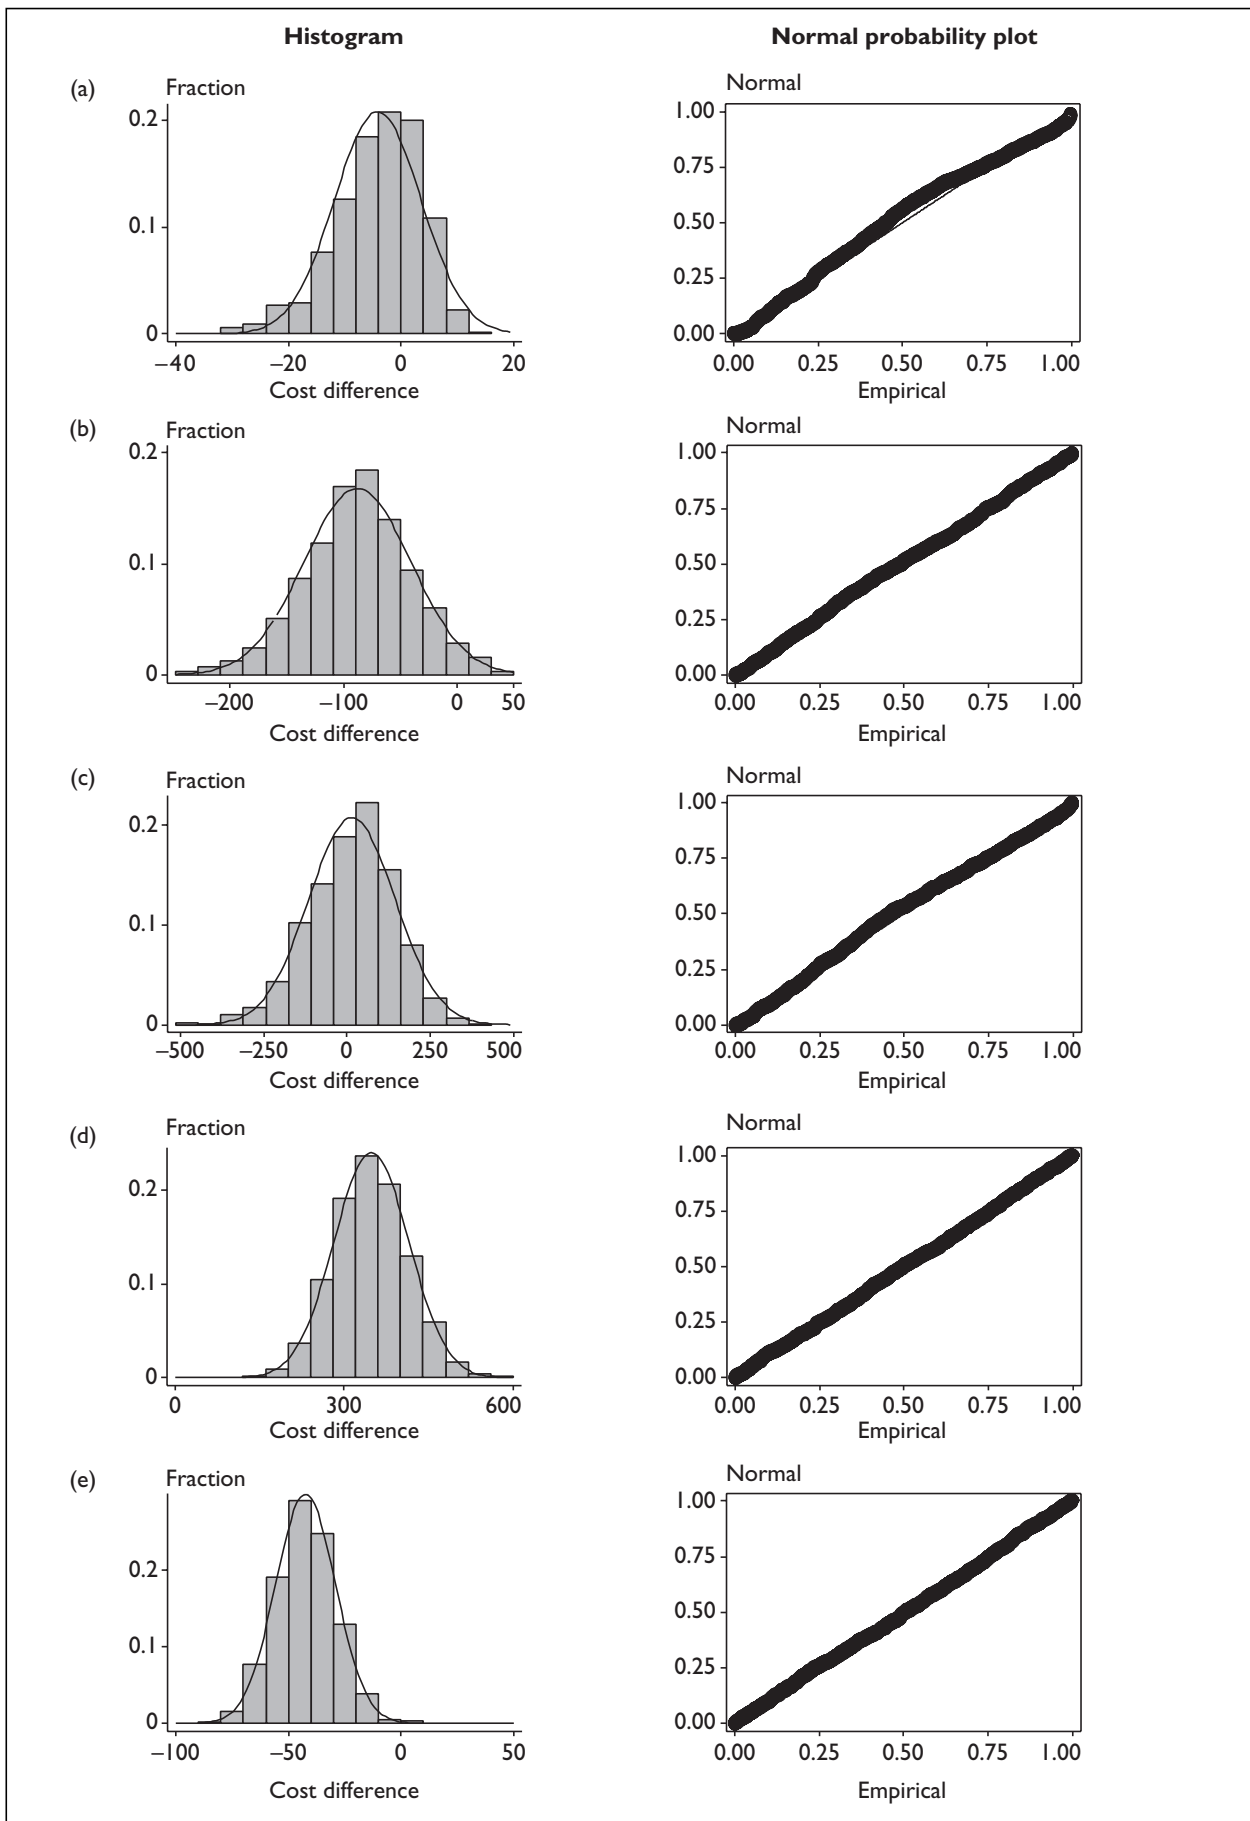 Histogram Normal probability plot
(a) Fraction Normal
0.2
0.1
0
−40 −20 0 20
Cost difference
1.00
0.75
0.50
0.25
0.00
0.00 0.25 0.50 0.75 1.00
Empirical
(b) Fraction Normal
0.2
0.1
0
−200 −100 0 50
Cost difference
1.00
0.75
0.50
0.25
0.00
0.00 0.25 0.50 0.75 1.00
Empirical
(c) Fraction Normal
0.2
0.1
0
−500 −250 0 250 500
Cost difference
1.00
0.75
0.50
0.25
0.00
0.00 0.25 0.50 0.75 1.00
Empirical
(d) Fraction Normal
0.2
0.1
0
0 300 600
Cost difference
1.00
0.75
0.50
0.25
0.00
0.00 0.25 0.50 0.75 1.00
Empirical
(e) Fraction Normal
0.2
0.1
0
−100 −50 0 50
Cost difference
1.00
0.75
0.50
0.25
0.00
0.00 0.25 0.50 0.75 1.00
Empirical